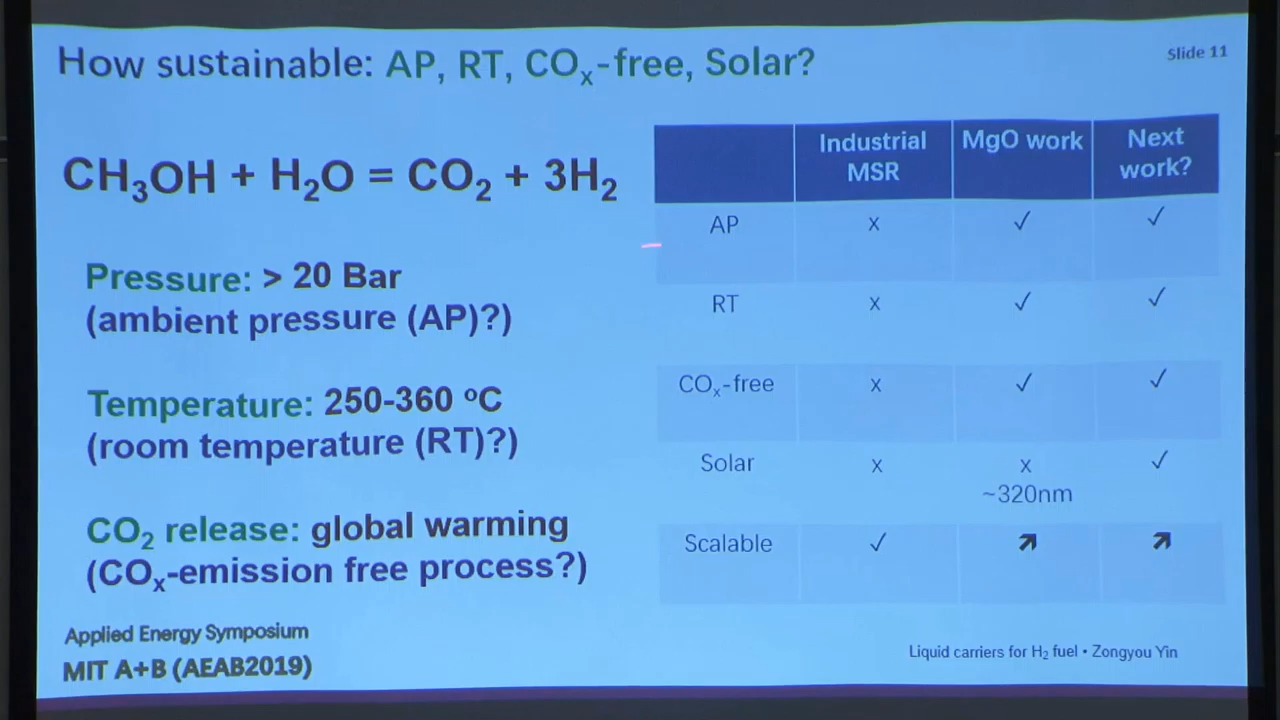 How sustainable: AP, RT, COₓ-free, Solar?
Slide 11
CH₃OH + H₂O = CO₂ + 3H₂
Pressure: > 20 Bar
(ambient pressure (AP)?)
Temperature: 250-360 ºC
(room temperature (RT)?)
CO₂ release: global warming
(COₓ-emission free process?)
Industrial MSR MgO work Next work?
AP x ✓ ✓
RT x ✓ ✓
COₓ-free x ✓ ✓
Solar x x ✓
~320nm
Scalable ✓ ↗ ↗
Applied Energy Symposium
MIT A+B (AEAB2019)
Liquid carriers for H₂ fuel • Zongyou Yin